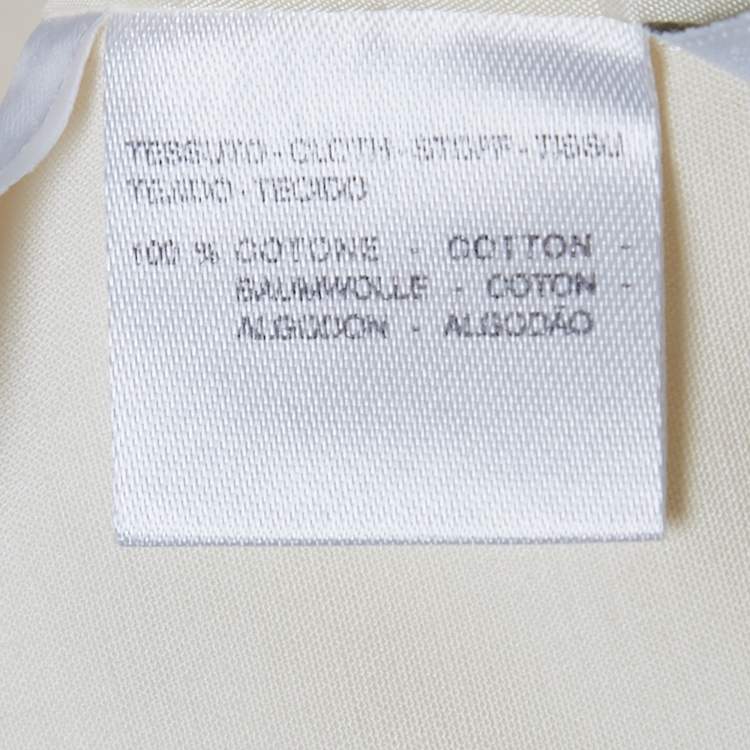 TESSUTO - CLOTH - STOFF - TISSU
TEJIDO - TECIDO
100 % COTONE - COTTON -
BAUMWOLLE - COTON -
ALGODON - ALGODÃO